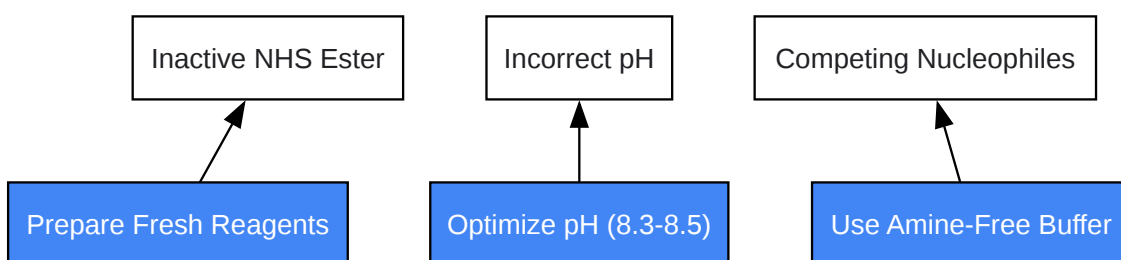 Inactive NHS Ester
Incorrect pH
Competing Nucleophiles
Prepare Fresh Reagents
Optimize pH (8.3-8.5)
Use Amine-Free Buffer